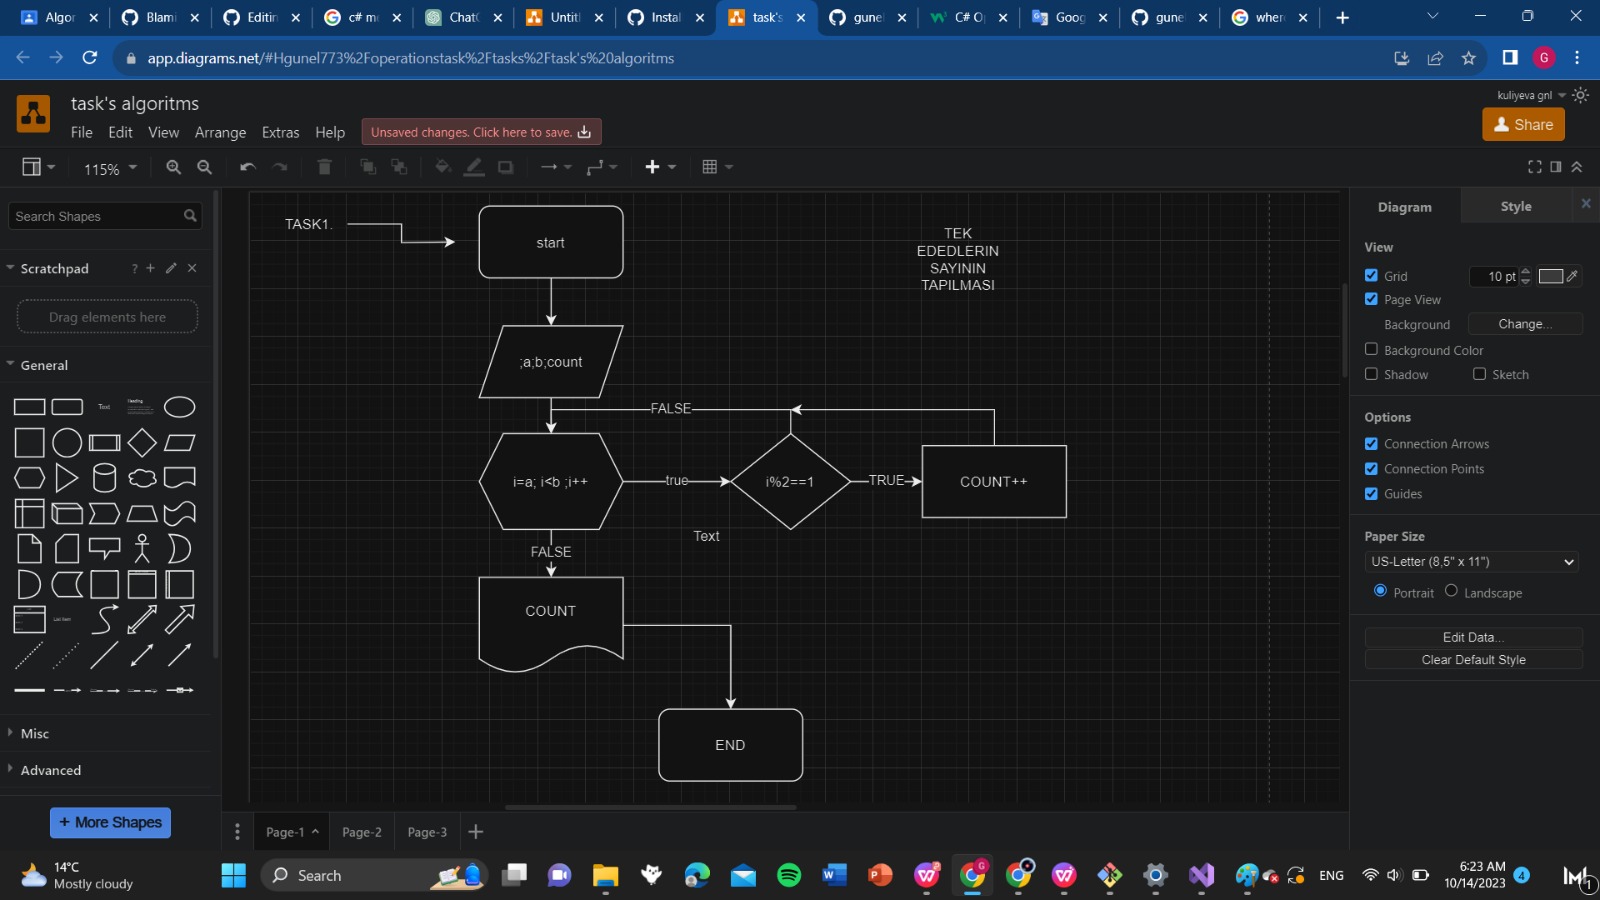 Algor
Blami
Editin
c# m
Chat
Untitl
Instal
task's
gune
C# O
Goog
gune
when
app.diagrams.net/#Hgunel773%2Foperationstask%2Ftasks%2Ftask's%20algoritms
G
task's algoritms
kuliyeva gnl
File Edit View Arrange Extras Help
Unsaved changes. Click here to save.
Share
115%
Search Shapes
Scratchpad
?
Drag elements here
General
Text
Heading
List Item
Misc
Advanced
+ More Shapes
TASK1.
start
TEK
EDEDLERIN
SAYININ
TAPILMASI
;a;b;count
FALSE
i=a; i<b ;i++
true
i%2==1
TRUE
COUNT++
Text
FALSE
COUNT
END
Page-1
Page-2
Page-3
Diagram
Style
View
Grid
10 pt
Page View
Background
Change...
Background Color
Shadow
Sketch
Options
Connection Arrows
Connection Points
Guides
Paper Size
US-Letter (8,5" x 11")
Portrait
Landscape
Edit Data...
Clear Default Style
14°C
Mostly cloudy
Search
G
ENG
6:23 AM
10/14/2023
4
1